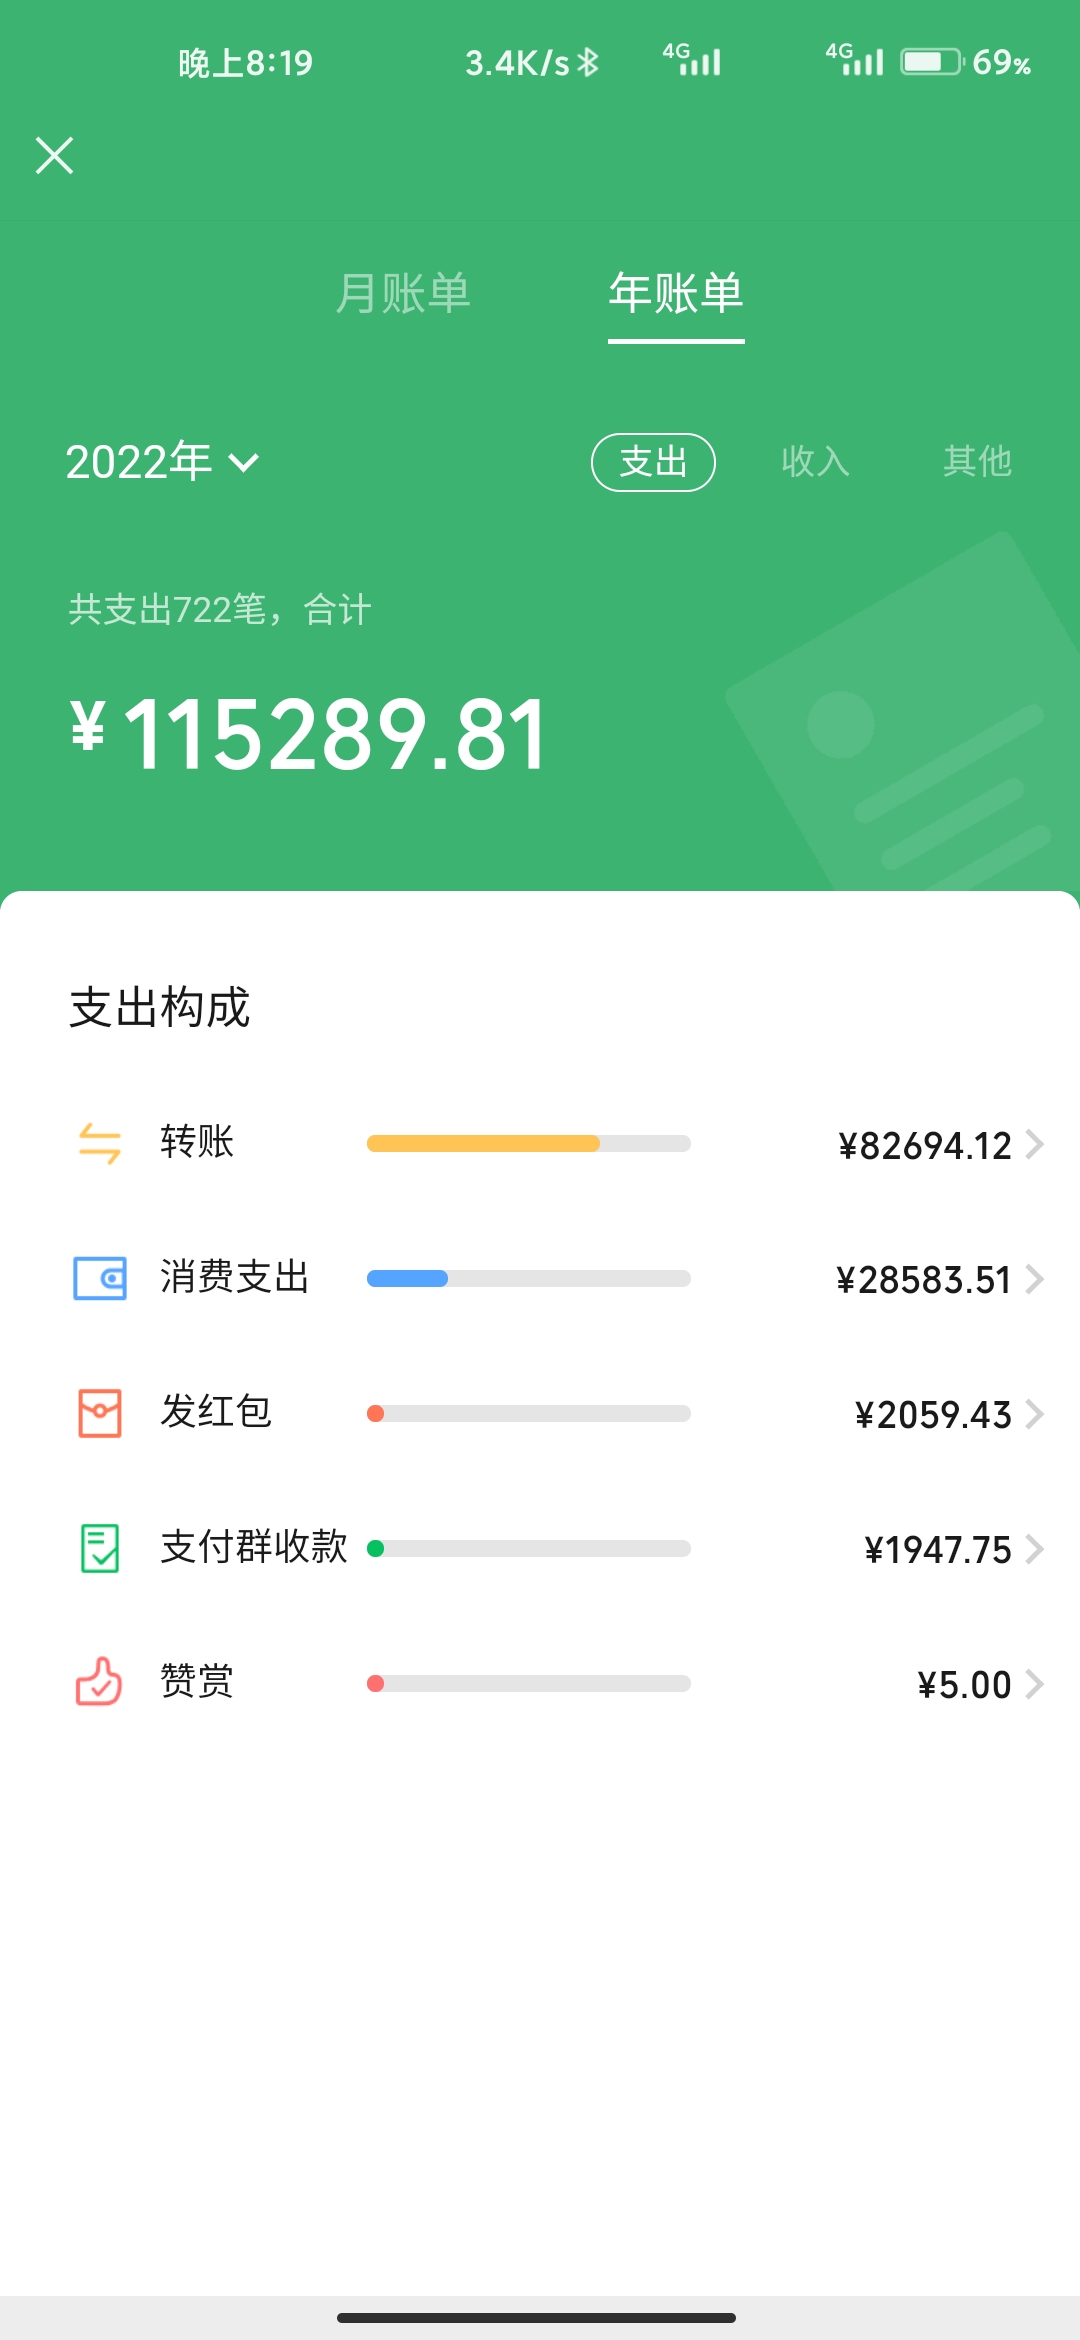 晚上8:19 3.4K/s 4G 4G 69%
月账单 年账单
2022年 支出 收入 其他
共支出722笔，合计
¥115289.81
支出构成
转账 ¥82694.12
消费支出 ¥28583.51
发红包 ¥2059.43
支付群收款 ¥1947.75
赞赏 ¥5.00